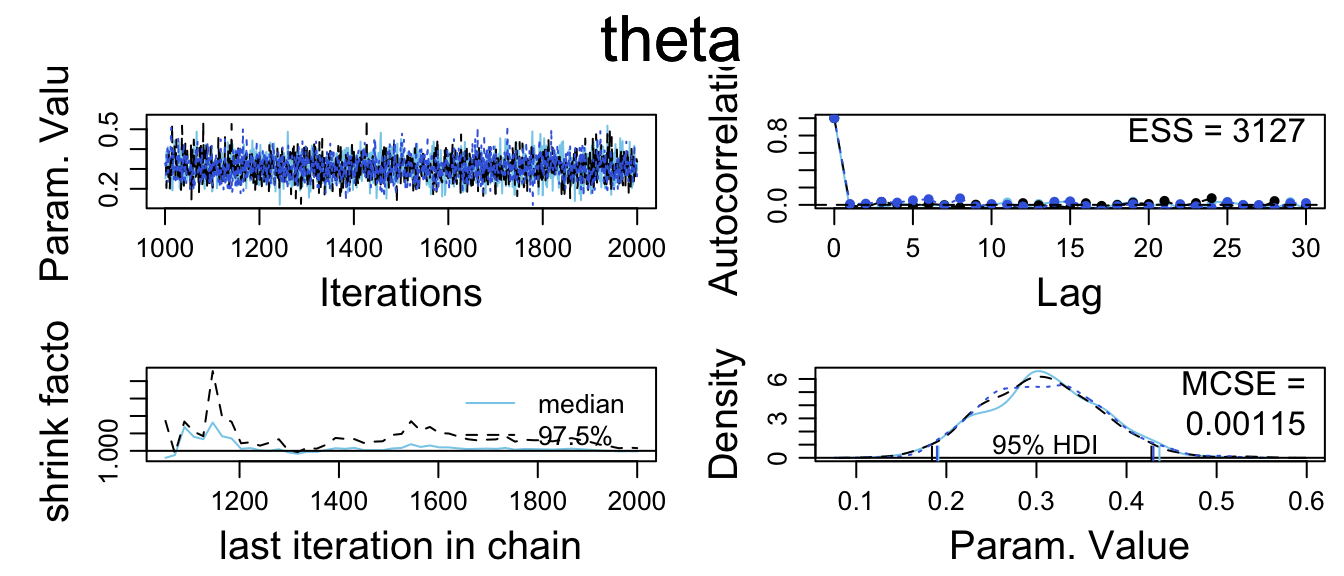 theta
Param. Valu
0.5
0.2
1000 1200 1400 1600 1800 2000
Iterations
Autocorrelatio
0.8
0.0
ESS = 3127
0 5 10 15 20 25 30
Lag
shrink facto
1.000
median
97.5%
1200 1400 1600 1800 2000
last iteration in chain
Density
6
3
0
MCSE =
0.00115
95% HDI
0.1 0.2 0.3 0.4 0.5 0.6
Param. Value